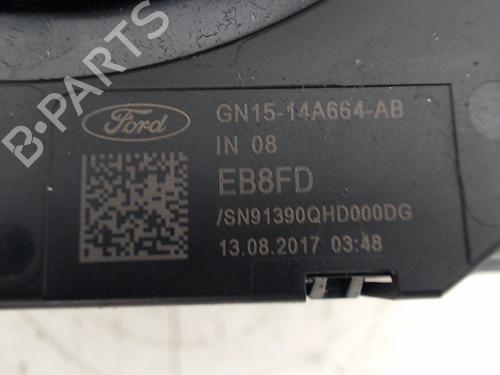 B-PARTS
Ford
GN15-14A664-AB
IN 08
EB8FD
/SN91390QHD000DG
13.08.2017 03:48